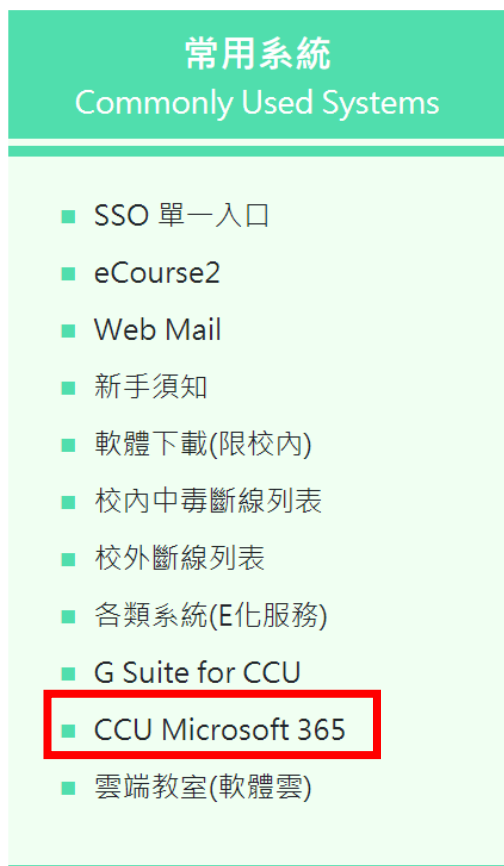 常用系統
Commonly Used Systems
SSO 單一入口
eCourse2
Web Mail
新手須知
軟體下載(限校內)
校內中毒斷線列表
校外斷線列表
各類系統(E化服務)
G Suite for CCU
CCU Microsoft 365
雲端教室(軟體雲)